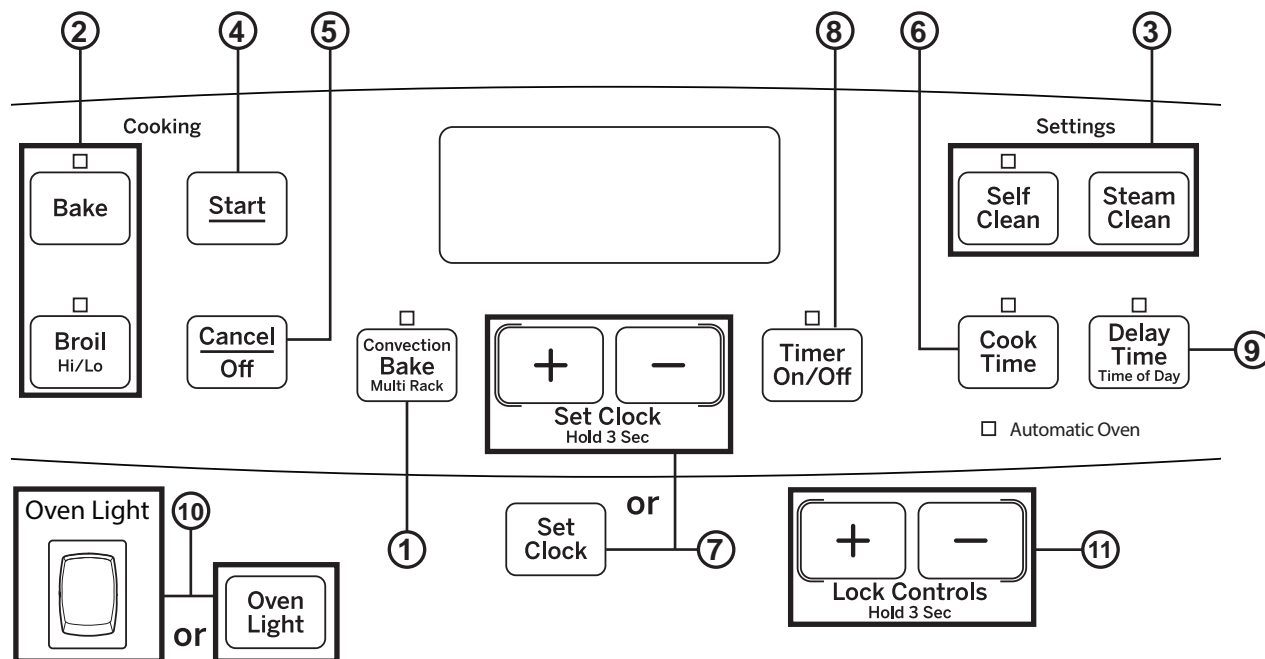 2
4
5
8
6
3
Cooking
Settings
Bake
Start
Self
Clean
Steam
Clean
Broil
Hi/Lo
Cancel
Off
Convection
Bake
Multi Rack
+
−
Set Clock
Hold 3 Sec
Timer
On/Off
Cook
Time
Delay
Time
Time of Day
9
Automatic Oven
Oven Light
10
or
Oven
Light
1
Set
Clock
or
7
+
−
Lock Controls
Hold 3 Sec
11